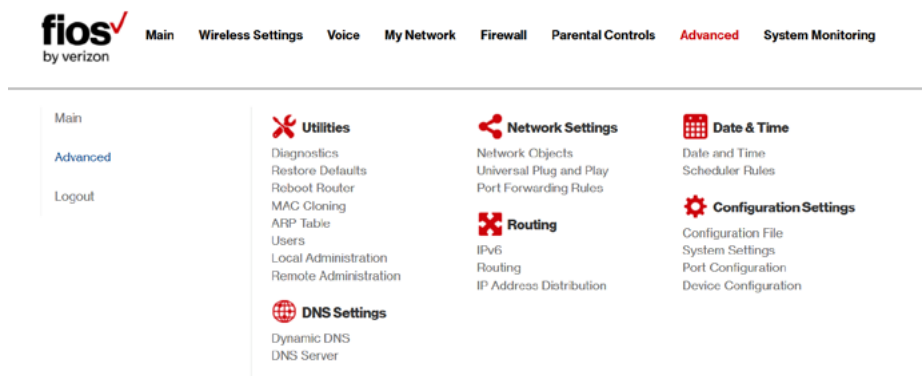 fios
by verizon
Main Wireless Settings Voice My Network Firewall Parental Controls Advanced System Monitoring
Main
Advanced
Logout
Utilities
Diagnostics
Restore Defaults
Reboot Router
MAC Cloning
ARP Table
Users
Local Administration
Remote Administration
DNS Settings
Dynamic DNS
DNS Server
Network Settings
Network Objects
Universal Plug and Play
Port Forwarding Rules
Routing
IPv6
Routing
IP Address Distribution
Date & Time
Date and Time
Scheduler Rules
Configuration Settings
Configuration File
System Settings
Port Configuration
Device Configuration